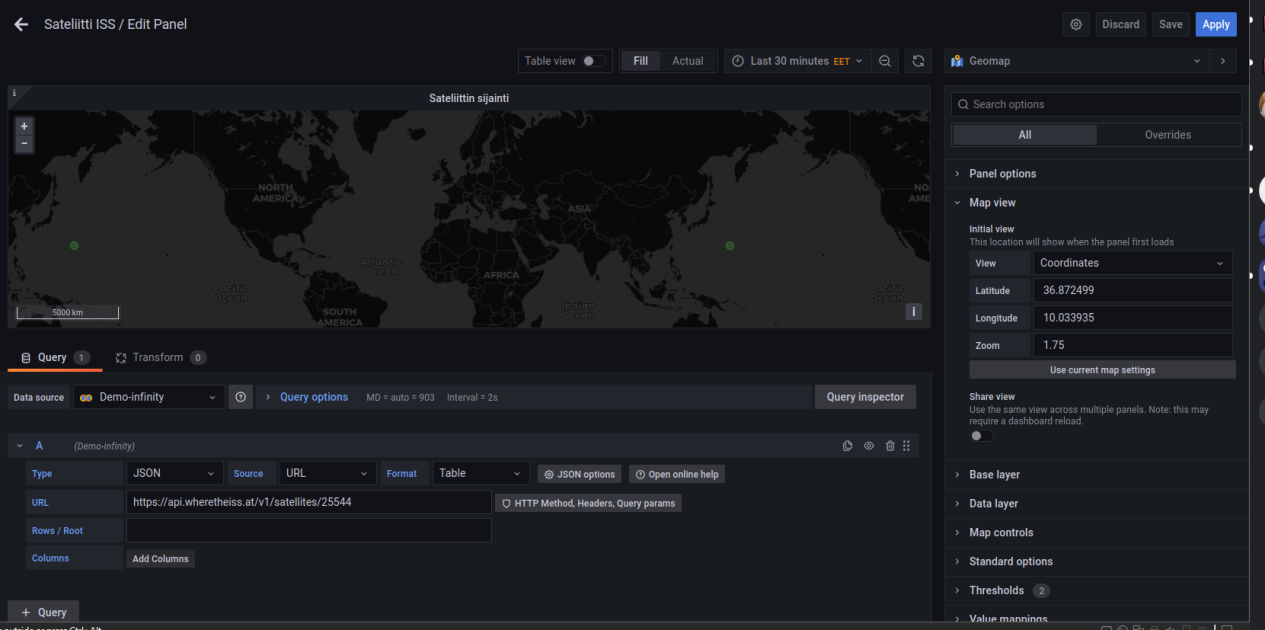 Sateliitti ISS / Edit Panel
Discard
Save
Apply
Table view
Fill
Actual
Last 30 minutes EET
Geomap
Sateliittin sijainti
i
+
−
NORTH
AMERICA
ASIA
Atlantic
Ocean
AFRICA
Pacific
Ocean
SOUTH
AMERICA
Indian
Ocean
Pacific
Ocean
NO
AME
5000 km
i
Search options
All
Overrides
Panel options
Map view
Initial view
This location will show when the panel first loads
View
Coordinates
Latitude
36.872499
Longitude
10.033935
Zoom
1.75
Use current map settings
Share view
Use the same view across multiple panels. Note: this may
require a dashboard reload.
Base layer
Data layer
Map controls
Standard options
Thresholds 2
Value mappings
Query 1
Transform 0
Data source
Demo-infinity
Query options
MD = auto = 903
Interval = 2s
Query inspector
A
(Demo-infinity)
Type
JSON
Source
URL
Format
Table
JSON options
Open online help
URL
https://api.wheretheiss.at/v1/satellites/25544
HTTP Method, Headers, Query params
Rows / Root
Columns
Add Columns
+ Query